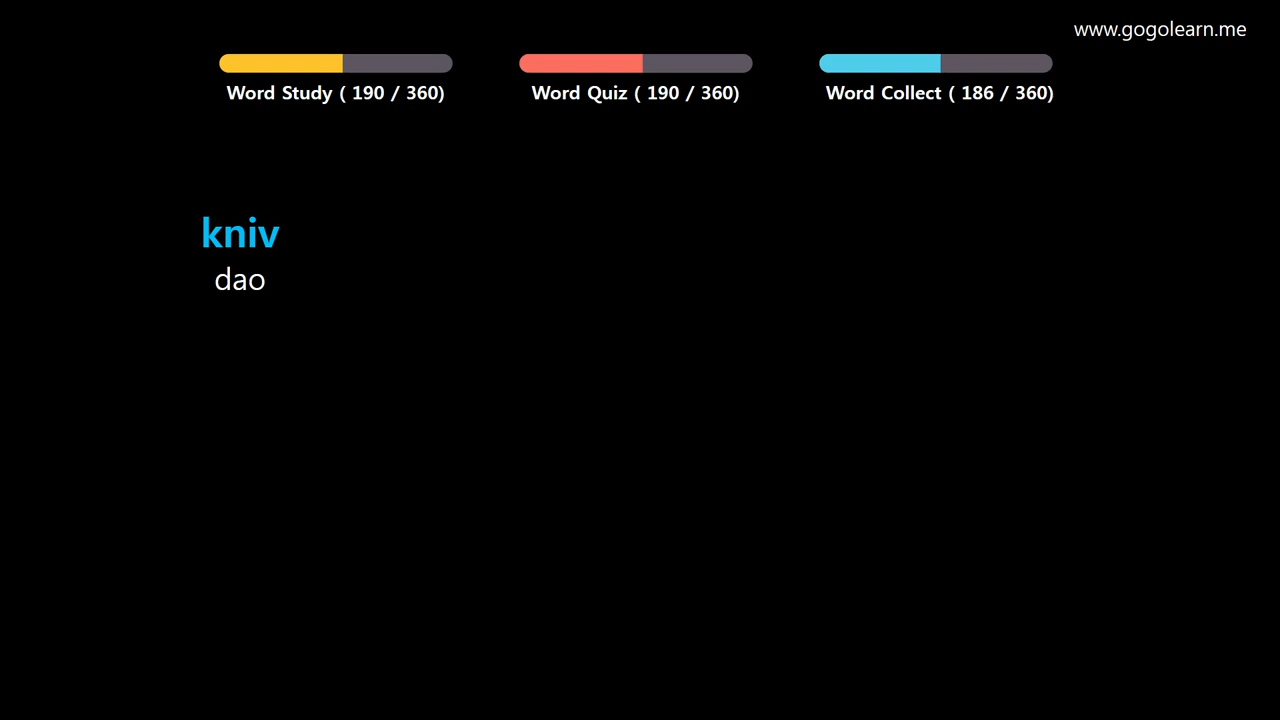 www.gogolearn.me
Word Study ( 190 / 360)
Word Quiz ( 190 / 360)
Word Collect ( 186 / 360)
kniv
dao